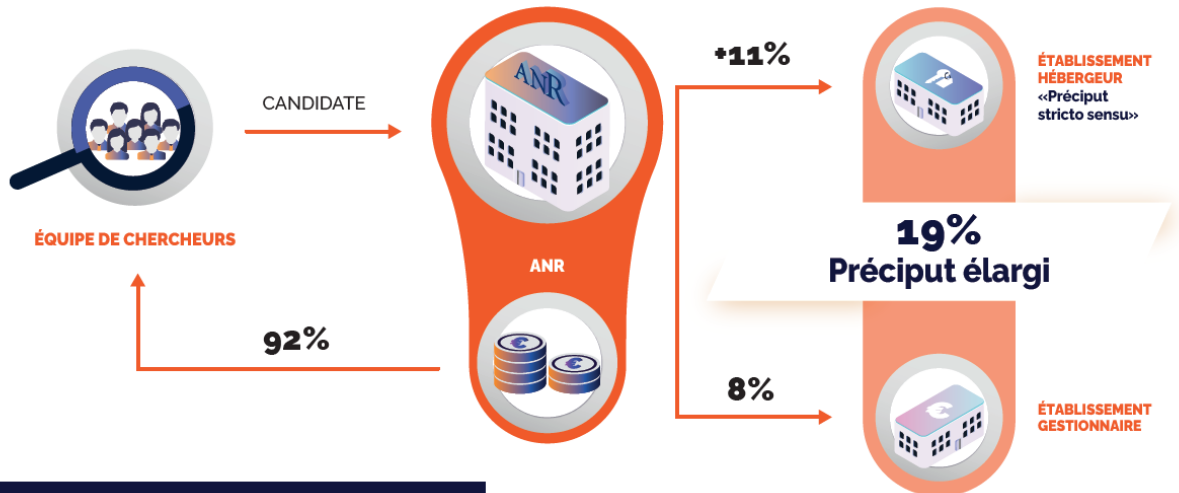 CANDIDATE
ÉQUIPE DE CHERCHEURS
92%
ANR
ANR
€
€
+11%
ÉTABLISSEMENT
HÉBERGEUR
«Préciput
stricto sensu»
19%
Préciput élargi
8%
€
ÉTABLISSEMENT
GESTIONNAIRE